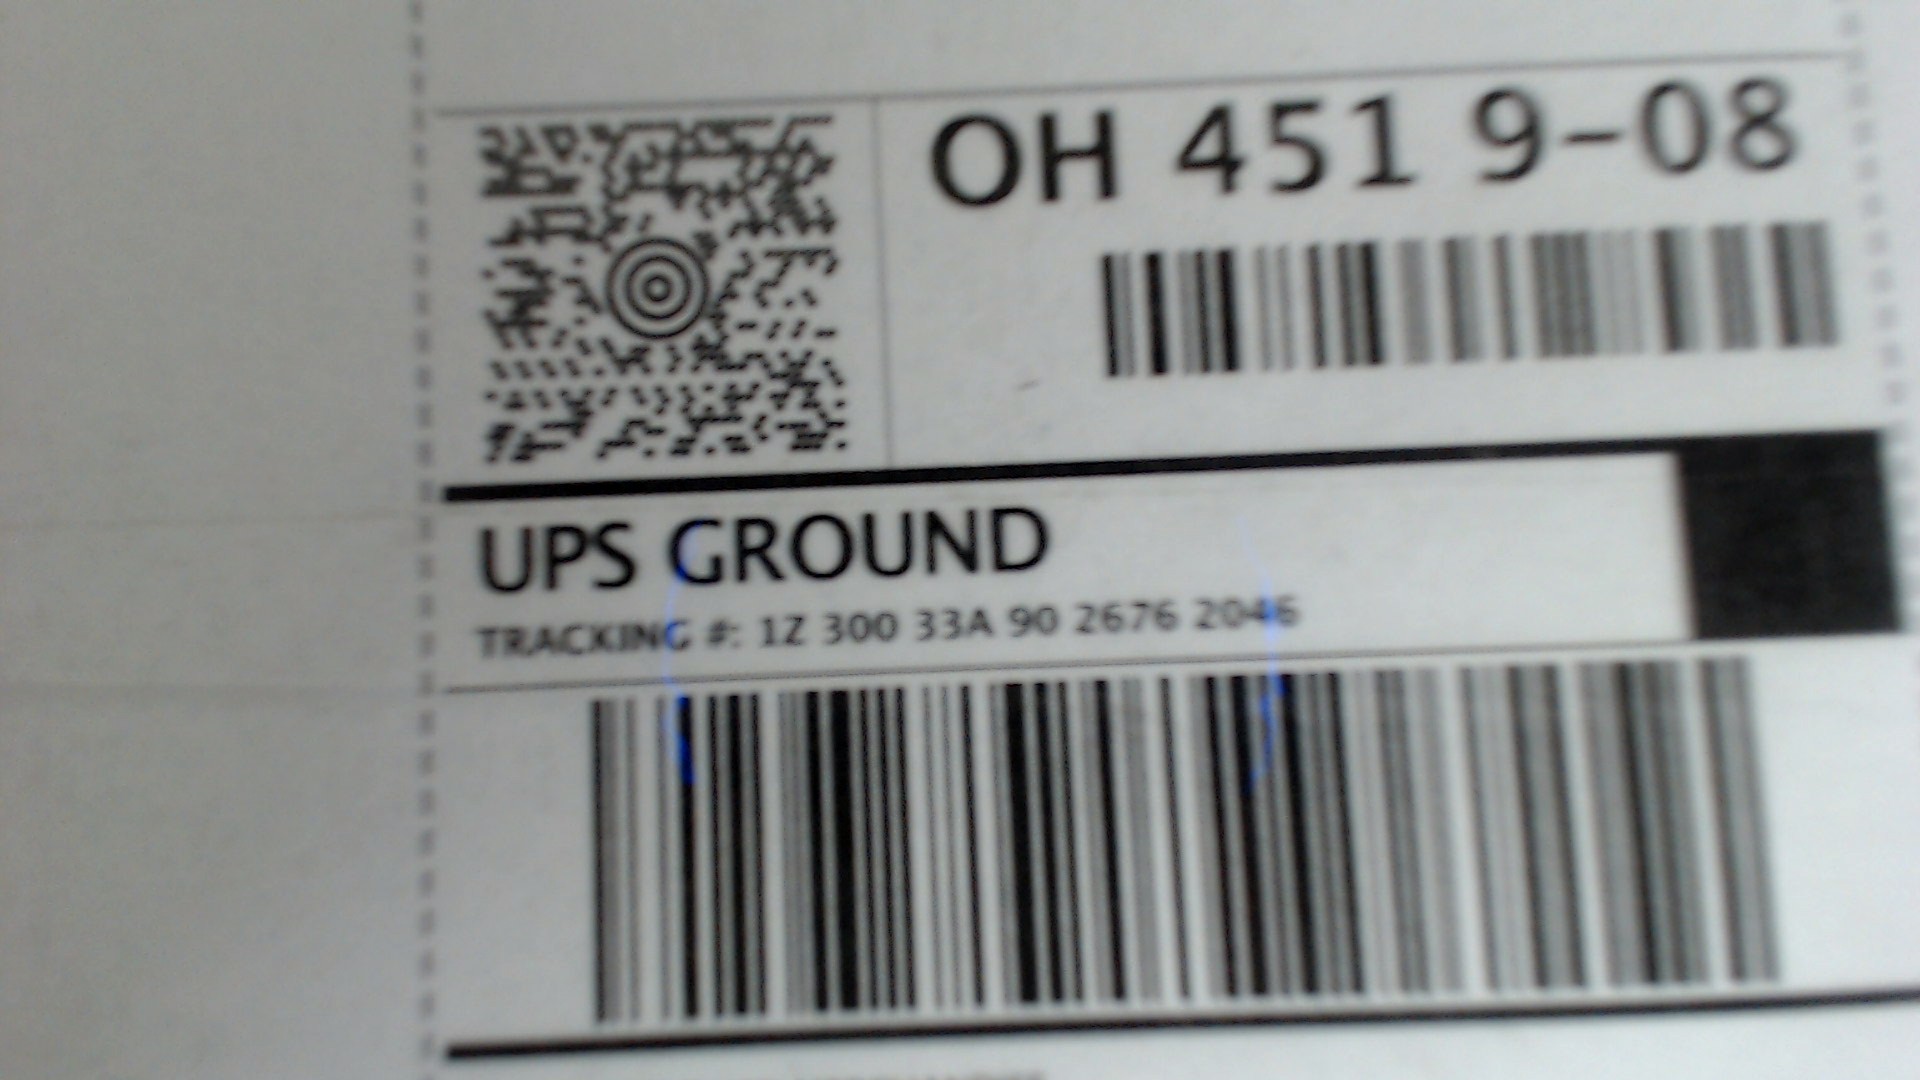 OH 451 9-08
UPS GROUND
TRACKING #: 1Z 300 33A 90 2676 2046